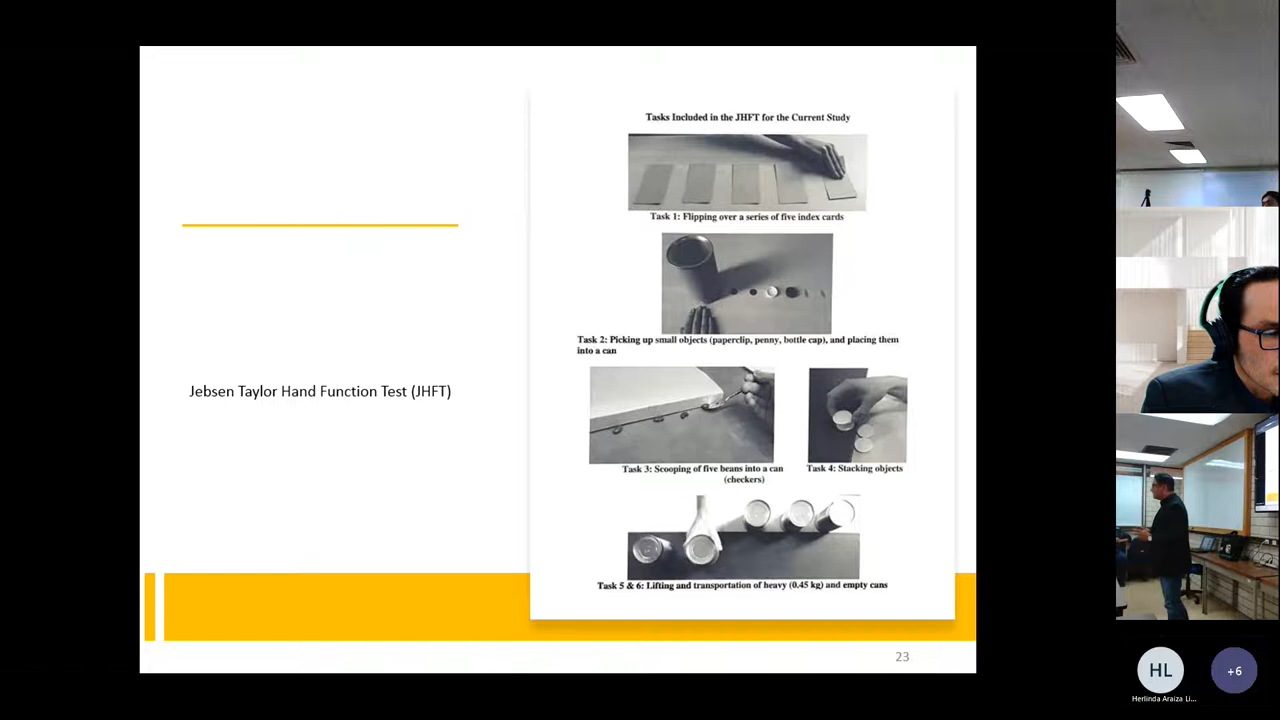 Tasks Included in the JHFT for the Current Study
Task 1: Flipping over a series of five index cards
Task 2: Picking up small objects (paperclip, penny, bottle cap), and placing them
into a can
Jebsen Taylor Hand Function Test (JHFT)
Task 3: Scooping of five beans into a can
(checkers)
Task 4: Stacking objects
Task 5 & 6: Lifting and transportation of heavy (0.45 kg) and empty cans
23
HL
+6
Herlinda Araiza Li...